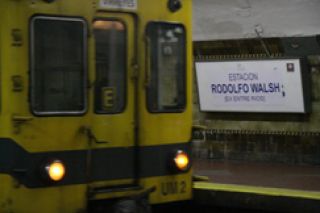 E
ESTACION
RODOLFO WALSH
(EX ENTRE RIOS)
UM 2